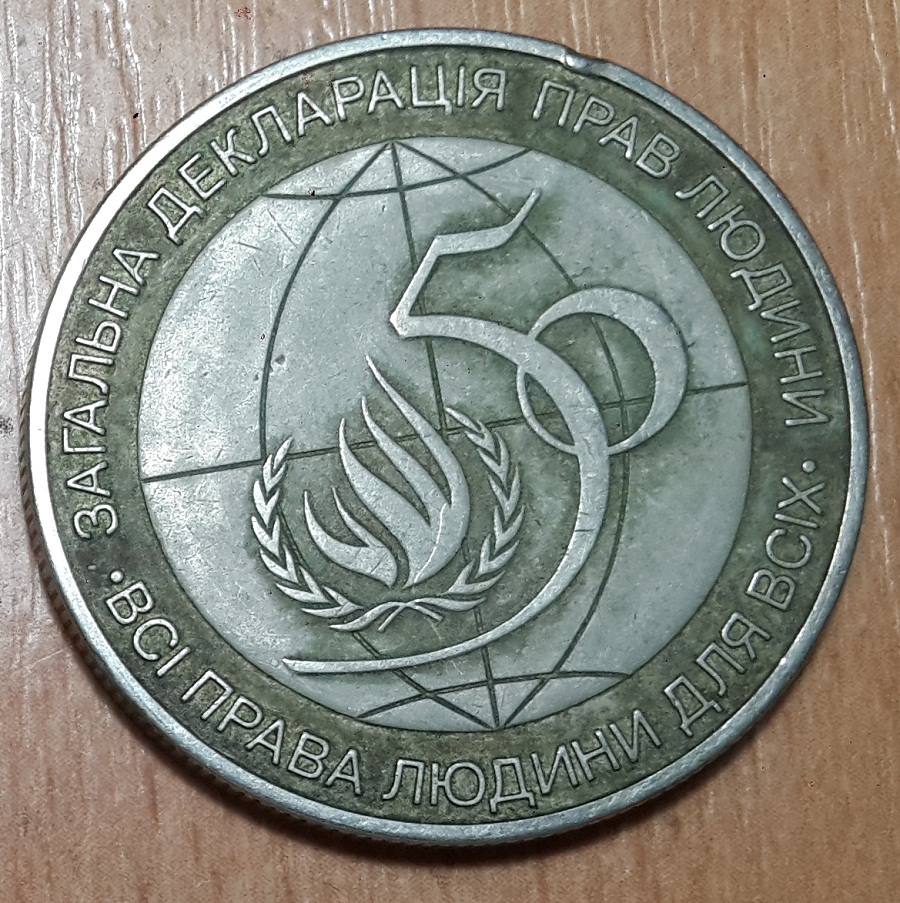 ЗАГАЛЬНА ДЕКЛАРАЦІЯ ПРАВ ЛЮДИНИ
·ВСІ ПРАВА ЛЮДИНИ ДЛЯ ВСІХ·
50